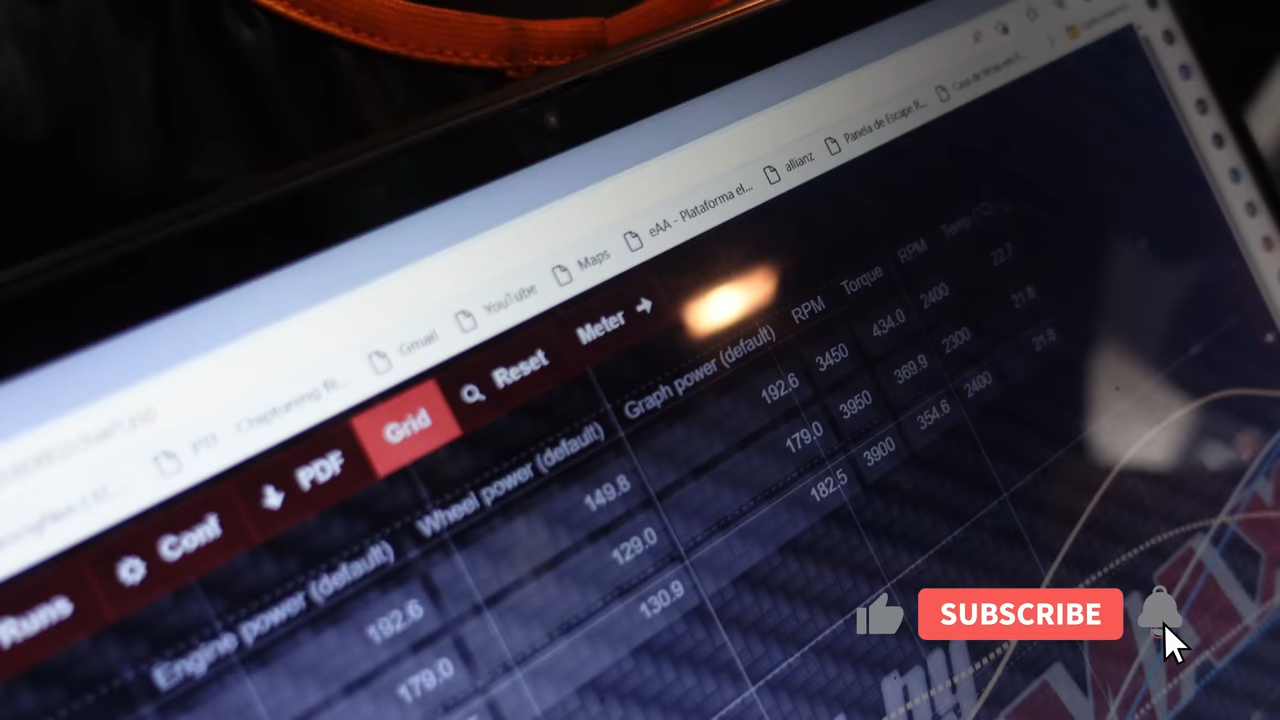 Gmail
YouTube
Maps
eAA - Plataforma el...
allianz
Panela de Escape R...
Runs
Conf
PDF
Grid
Reset
Meter
Engine power (default) Wheel power (default) Graph power (default) RPM Torque RPM
192.6 149.8 192.6 3450 434.0 2400 22.7
179.0 129.0 179.0 3950 369.9 2300 21.8
130.9 182.5 3900 354.6 2400 21.8
SUBSCRIBE